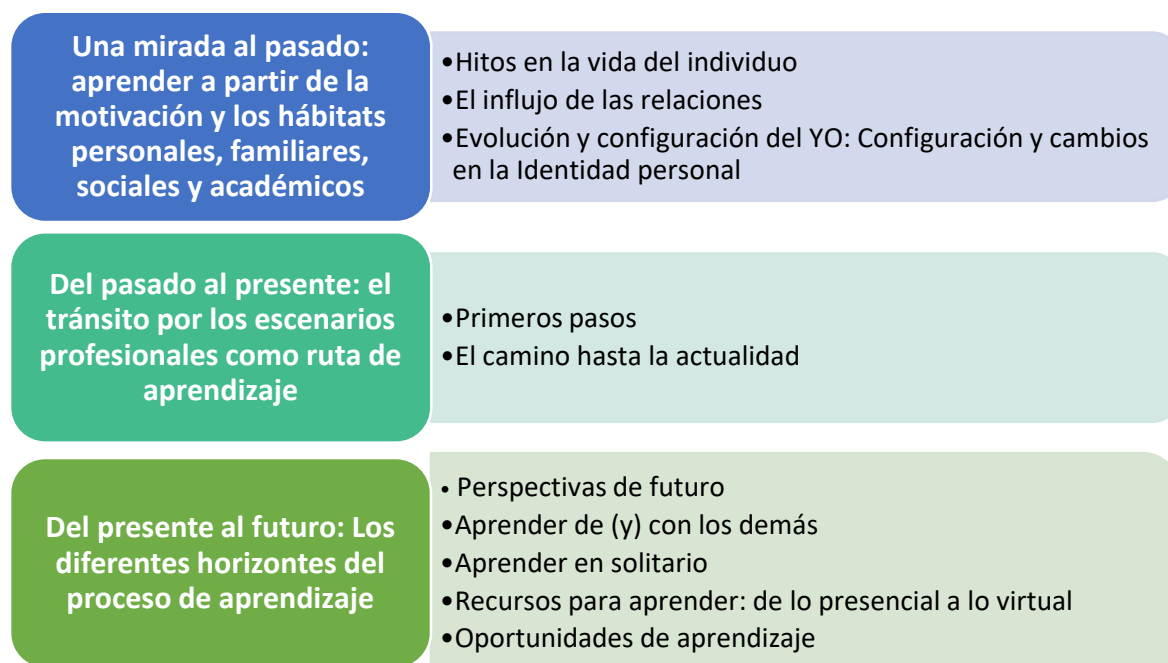 Una mirada al pasado:
aprender a partir de la
motivación y los hábitats
personales, familiares,
sociales y académicos
•Hitos en la vida del individuo
•El influjo de las relaciones
•Evolución y configuración del YO: Configuración y cambios
en la Identidad personal
Del pasado al presente: el
tránsito por los escenarios
profesionales como ruta de
aprendizaje
•Primeros pasos
•El camino hasta la actualidad
Del presente al futuro: Los
diferentes horizontes del
proceso de aprendizaje
• Perspectivas de futuro
•Aprender de (y) con los demás
•Aprender en solitario
•Recursos para aprender: de lo presencial a lo virtual
•Oportunidades de aprendizaje